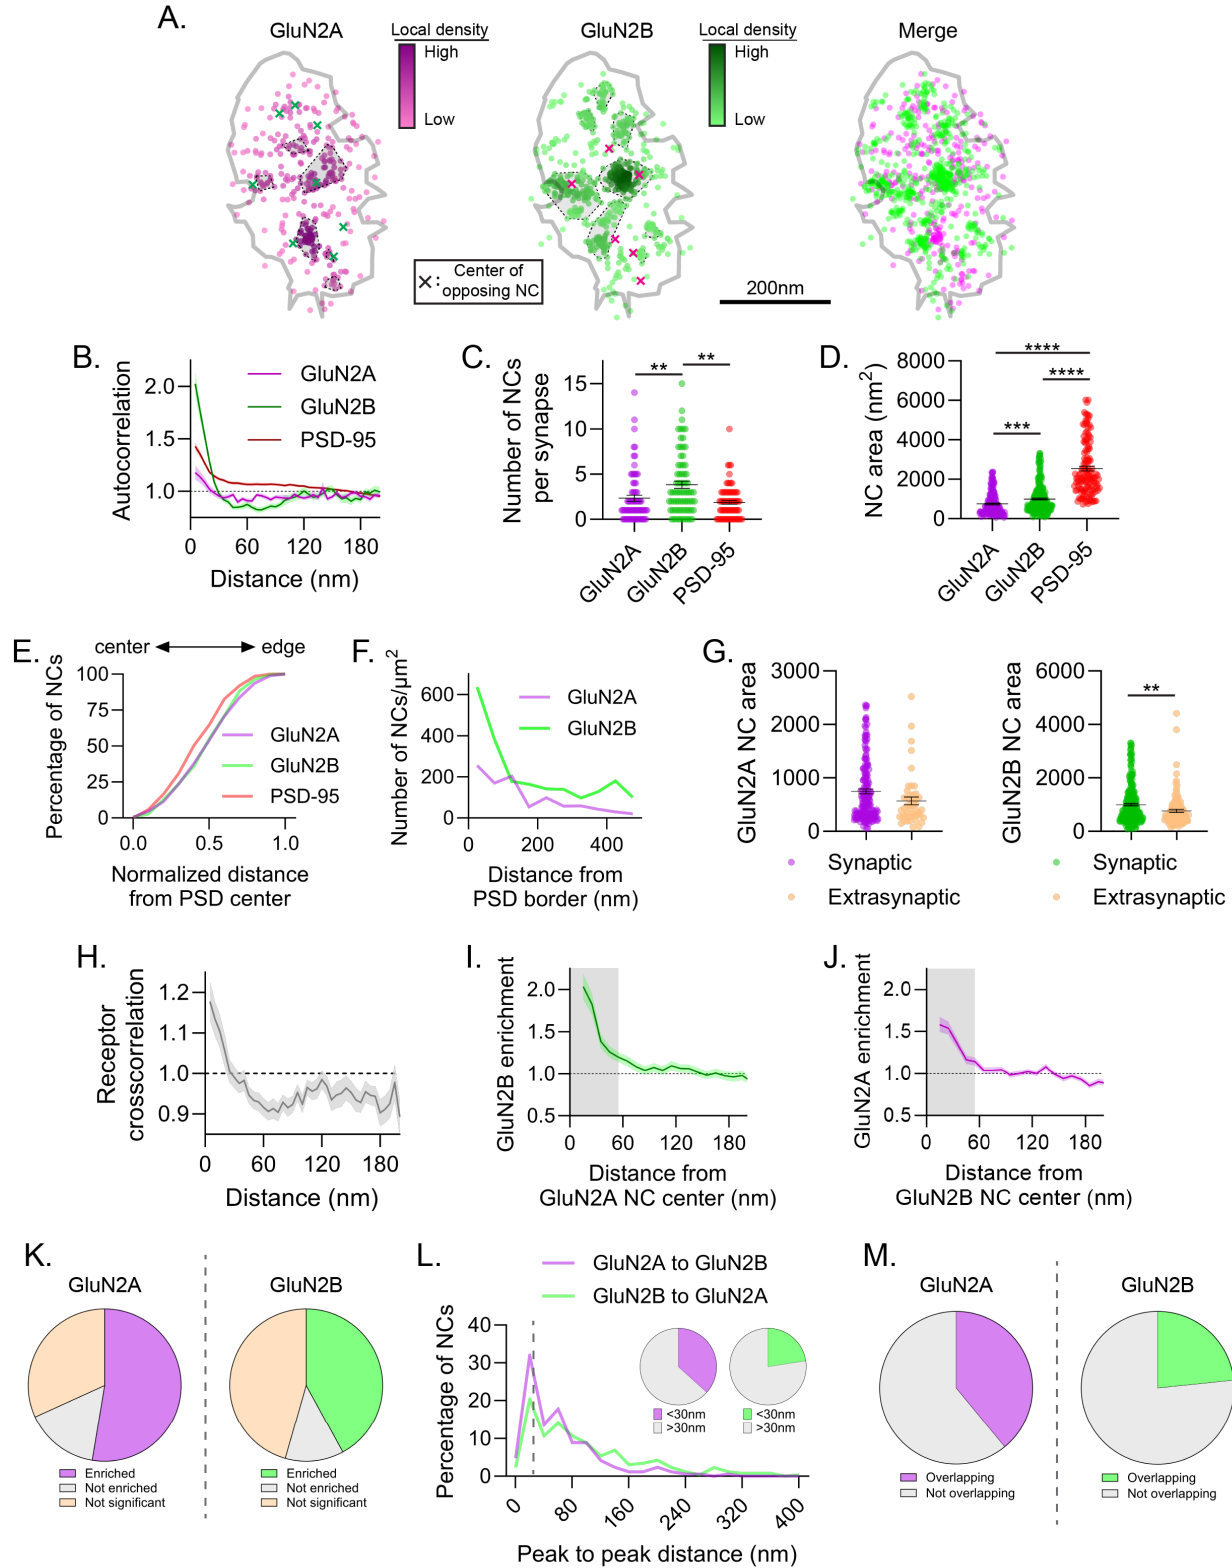 A.
GluN2A
Local density
High
Low
GluN2B
Local density
High
Low
Merge
× : Center of
opposing NC
200nm
B.
Autocorrelation
2.0
1.5
1.0
0
60
120
180
Distance (nm)
GluN2A
GluN2B
PSD-95
C.
Number of NCs
per synapse
15
10
5
0
**
**
GluN2A
GluN2B
PSD-95
D.
NC area (nm²)
8000
6000
4000
2000
0
****
****
***
GluN2A
GluN2B
PSD-95
E.
center
edge
Percentage of NCs
100
75
50
25
0
0.0
0.5
1.0
Normalized distance
from PSD center
GluN2A
GluN2B
PSD-95
F.
Number of NCs/μm²
600
400
200
0
0
200
400
Distance from
PSD border (nm)
GluN2A
GluN2B
G.
GluN2A NC area
3000
2000
1000
0
Synaptic
Extrasynaptic
GluN2B NC area
6000
4000
2000
0
**
Synaptic
Extrasynaptic
H.
Receptor
crosscorrelation
1.2
1.1
1.0
0.9
0
60
120
180
Distance (nm)
I.
GluN2B enrichment
2.0
1.5
1.0
0.5
0
60
120
180
Distance from
GluN2A NC center (nm)
J.
GluN2A enrichment
2.0
1.5
1.0
0.5
0
60
120
180
Distance from
GluN2B NC center (nm)
K.
GluN2A
Enriched
Not enriched
Not significant
GluN2B
Enriched
Not enriched
Not significant
L.
GluN2A to GluN2B
GluN2B to GluN2A
Percentage of NCs
40
30
20
10
0
0
80
160
240
320
400
Peak to peak distance (nm)
<30nm
>30nm
<30nm
>30nm
M.
GluN2A
Overlapping
Not overlapping
GluN2B
Overlapping
Not overlapping